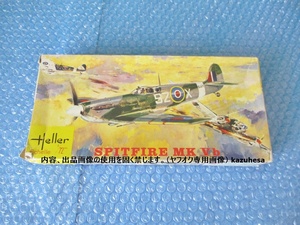 9Z X
Heller
SPITFIRE MK Vb
内容、出品画像の使用を固く禁じます。(ヤフオク専用画像) kazuhesa